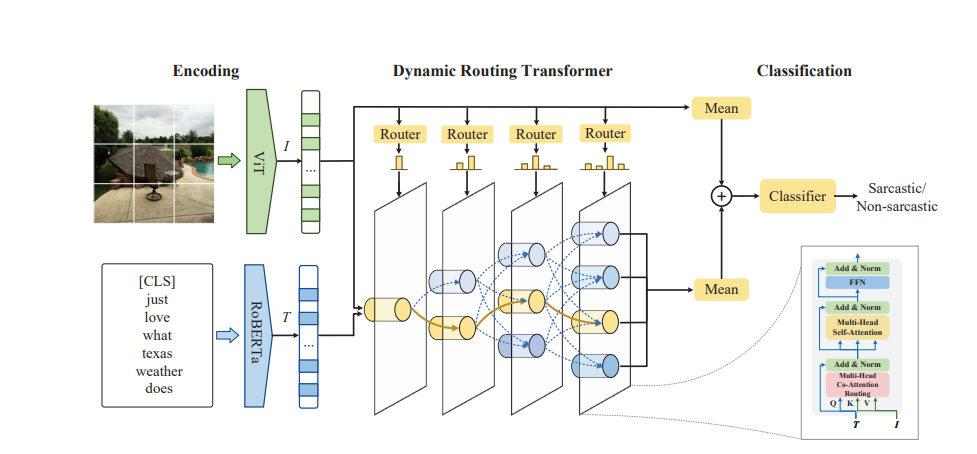 Encoding
Dynamic Routing Transformer
Classification
ViT
I
...
Router
Router
Router
Router
Mean
+
Classifier
Sarcastic/
Non-sarcastic
Mean
[CLS]
just
love
what
texas
weather
does
RoBERTa
T
...
Add & Norm
FFN
Add & Norm
Multi-Head
Self-Attention
Add & Norm
Multi-Head
Co-Attention
Routing
Q K V
T I